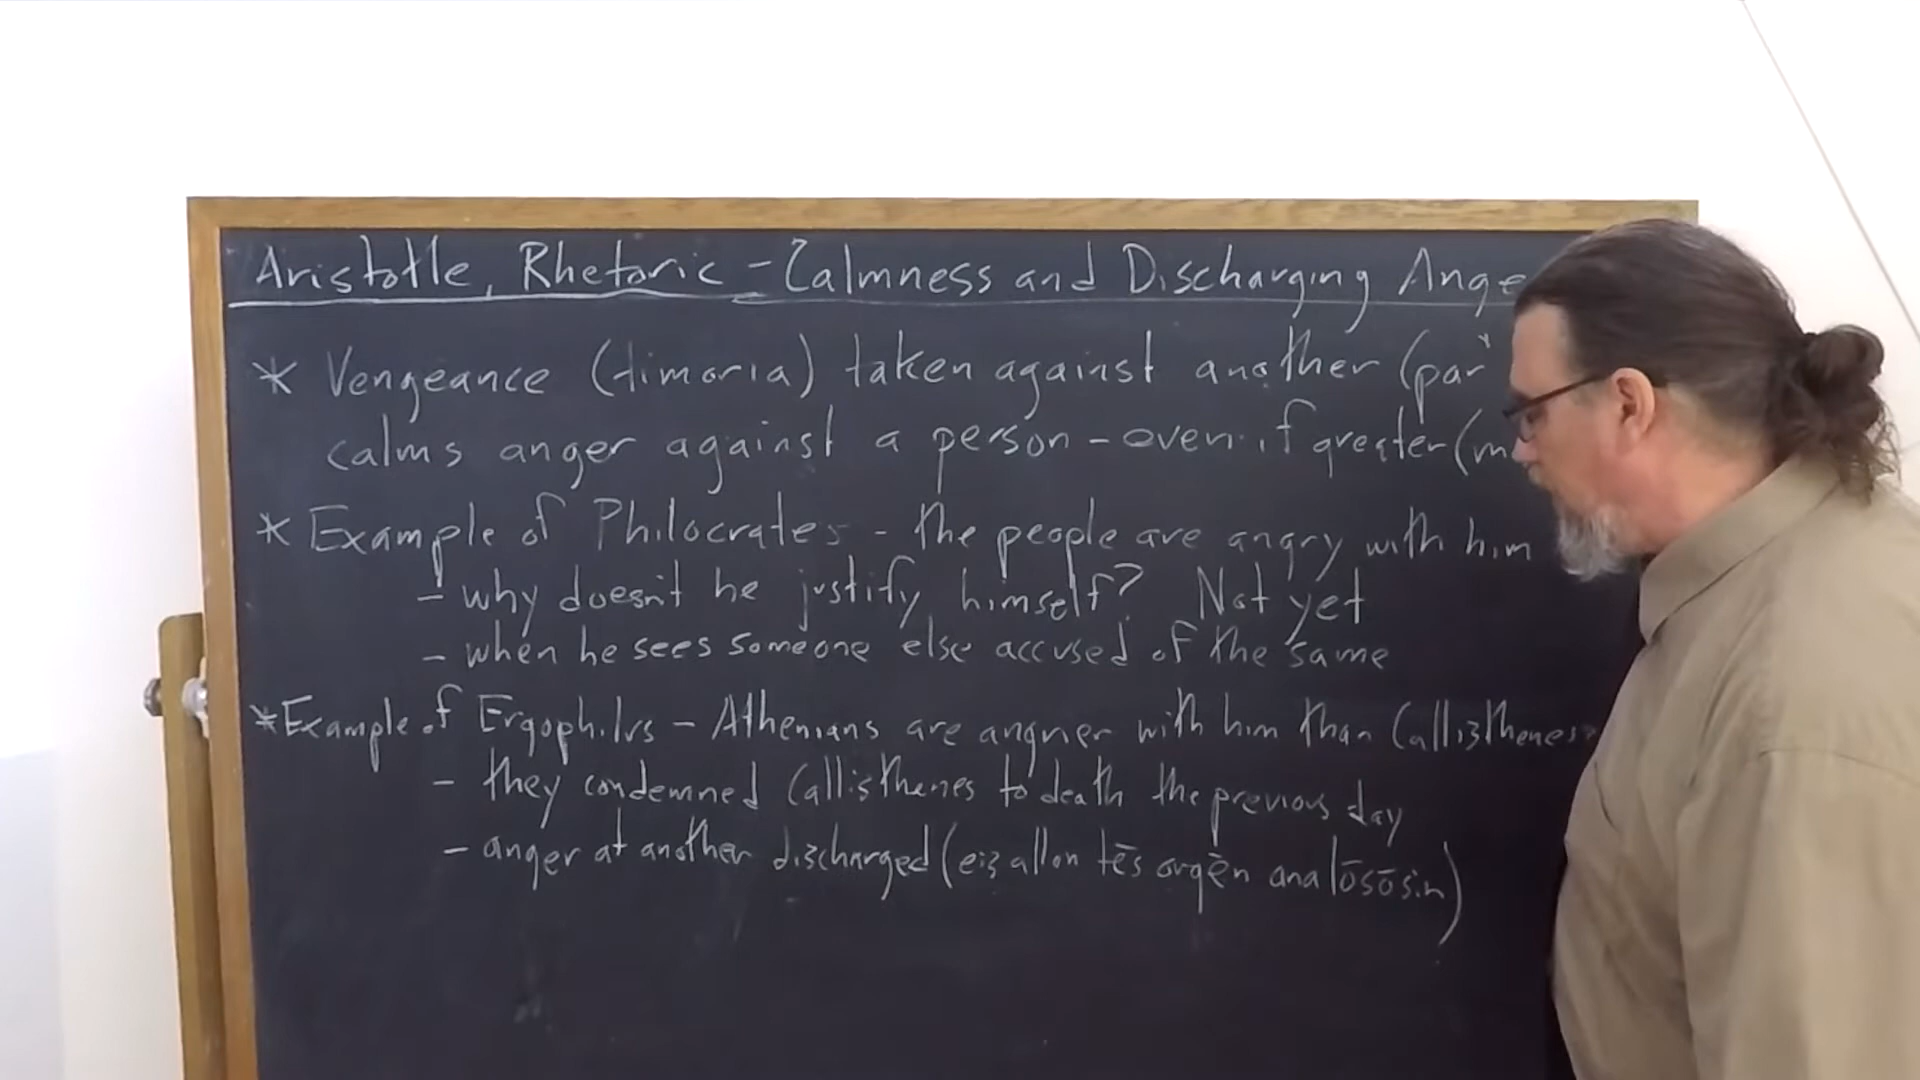 Aristotle, Rhetoric - Calmness and Discharging Ange
* Vengeance (timoria) taken against another (par'
calms anger against a person - even if greater (m
* Example of Philocrates - the people are angry with him
- why doesn't he justify himself? Not yet
- when he sees someone else accused of the same
* Example of Ergophilus - Athenians are angrier with him than Callisthenes
- they condemned Callisthenes to death the previous day
- anger at another discharged (eis allon tēs orgēn analōsōsin)